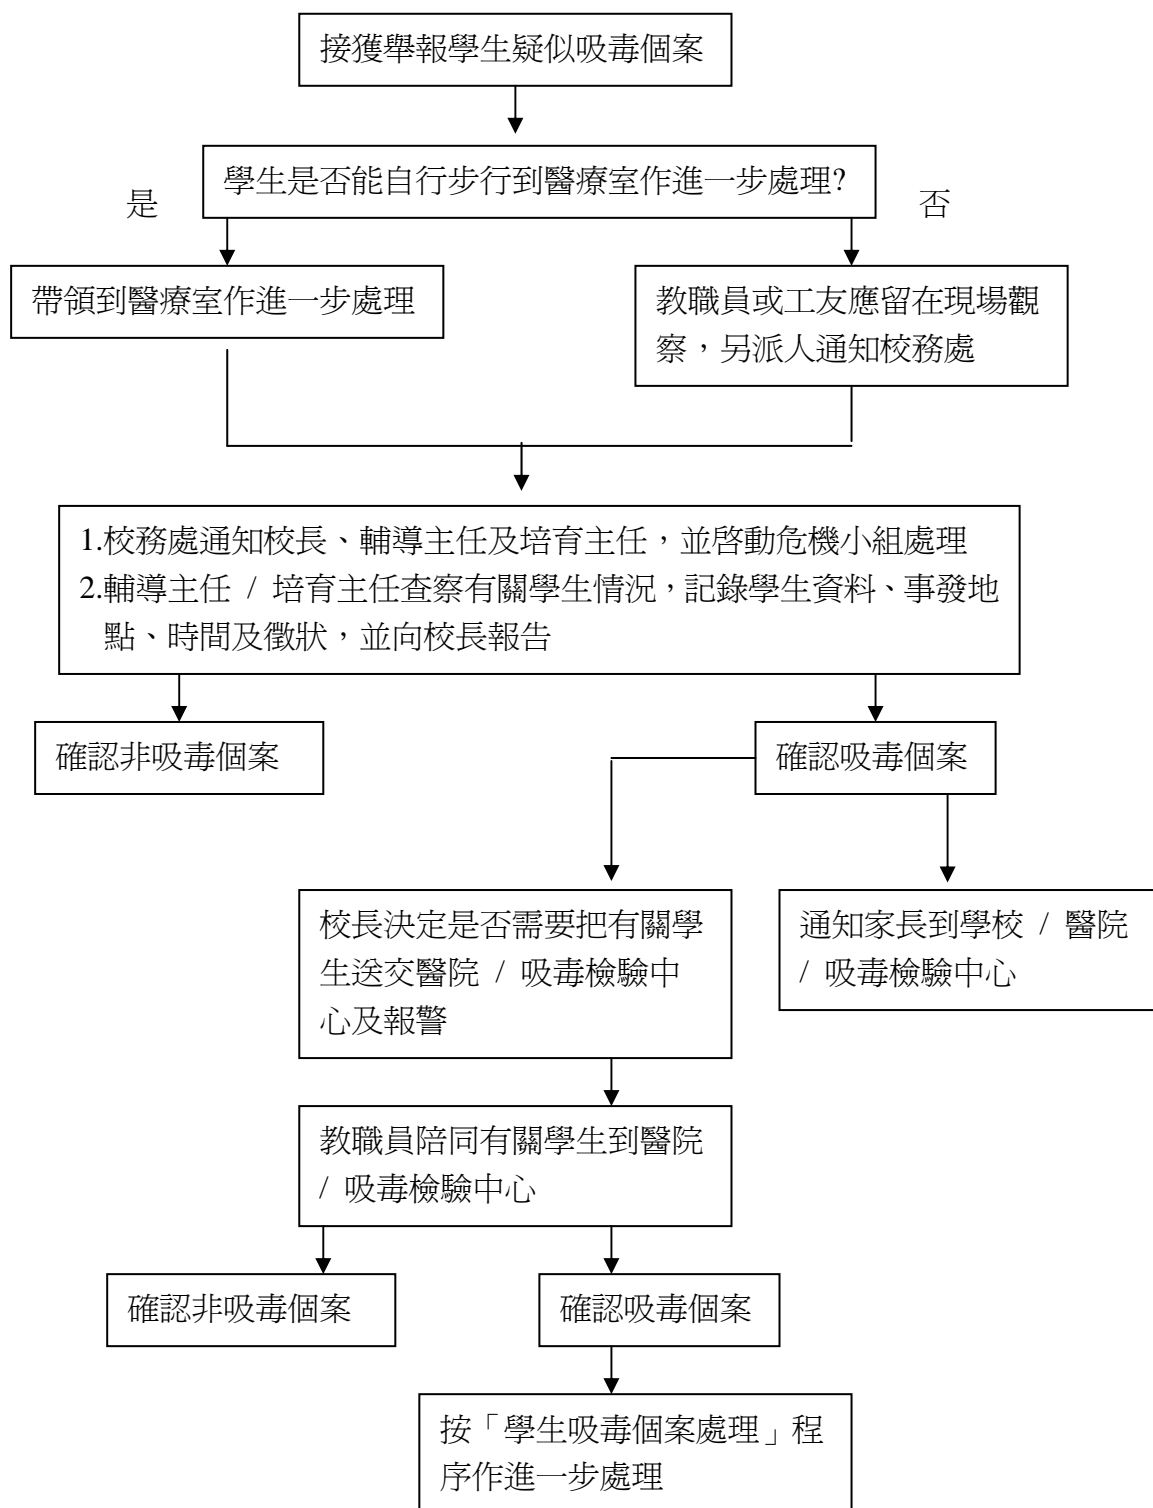 接獲舉報學生疑似吸毒個案
學生是否能自行步行到醫療室作進一步處理?
是
否
帶領到醫療室作進一步處理
教職員或工友應留在現場觀
察，另派人通知校務處
1.校務處通知校長、輔導主任及培育主任，並啓動危機小組處理
2.輔導主任 / 培育主任查察有關學生情況，記錄學生資料、事發地
點、時間及徵狀，並向校長報告
確認非吸毒個案
確認吸毒個案
校長決定是否需要把有關學
生送交醫院 / 吸毒檢驗中
心及報警
通知家長到學校 / 醫院
/ 吸毒檢驗中心
教職員陪同有關學生到醫院
/ 吸毒檢驗中心
確認非吸毒個案
確認吸毒個案
按「學生吸毒個案處理」程
序作進一步處理